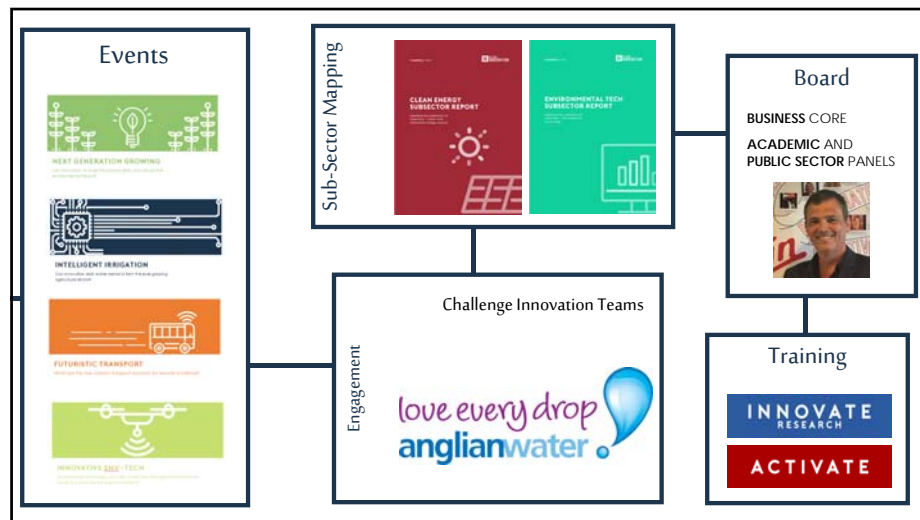 Events
NEXT GENERATION GROWING
INTELLIGENT IRRIGATION
FUTURISTIC TRANSPORT
INNOVATIVE ENV-TECH
Sub-Sector Mapping
CLEAN ENERGY
SUBSECTOR REPORT
ENVIRONMENTAL TECH
SUBSECTOR REPORT
Engagement
Challenge Innovation Teams
love every drop
anglianwater
Board
BUSINESS CORE
ACADEMIC AND
PUBLIC SECTOR PANELS
Training
INNOVATE
RESEARCH
ACTIVATE